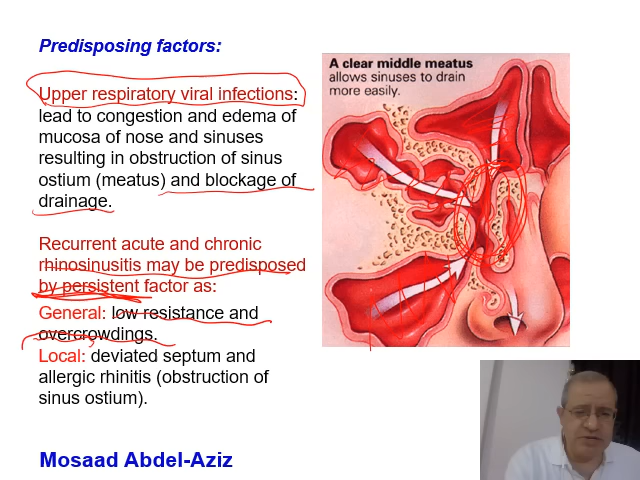 Predisposing factors:
Upper respiratory viral infections:
lead to congestion and edema of
mucosa of nose and sinuses
resulting in obstruction of sinus
ostium (meatus) and blockage of
drainage.
Recurrent acute and chronic
rhinosinusitis may be predisposed
by persistent factor as:
General: low resistance and
overcrowdings.
Local: deviated septum and
allergic rhinitis (obstruction of
sinus ostium).
A clear middle meatus
allows sinuses to drain
more easily.
Mosaad Abdel-Aziz